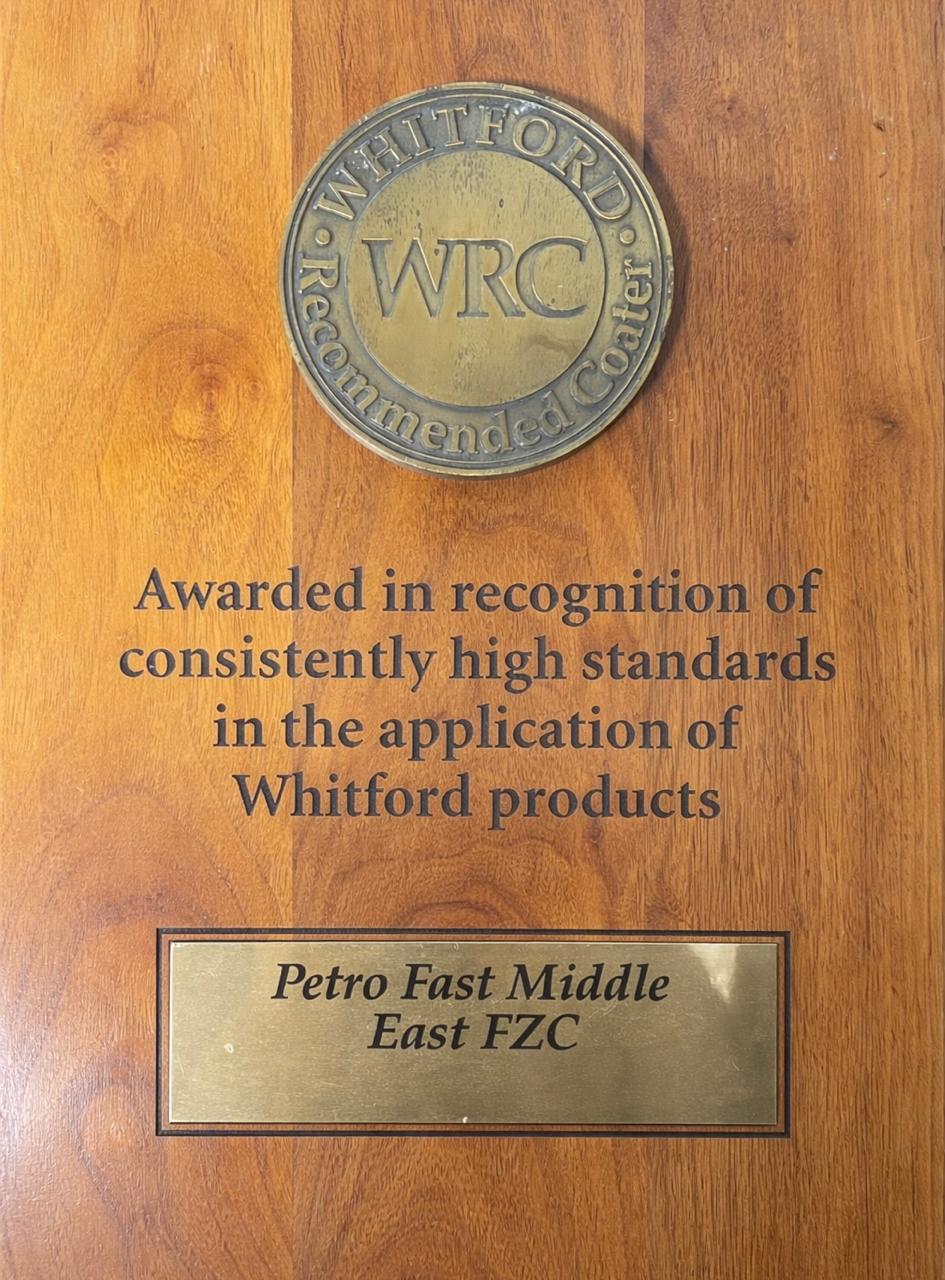 WHITFORD
WRC
Recommended Coater
Awarded in recognition of
consistently high standards
in the application of
Whitford products
Petro Fast Middle
East FZC